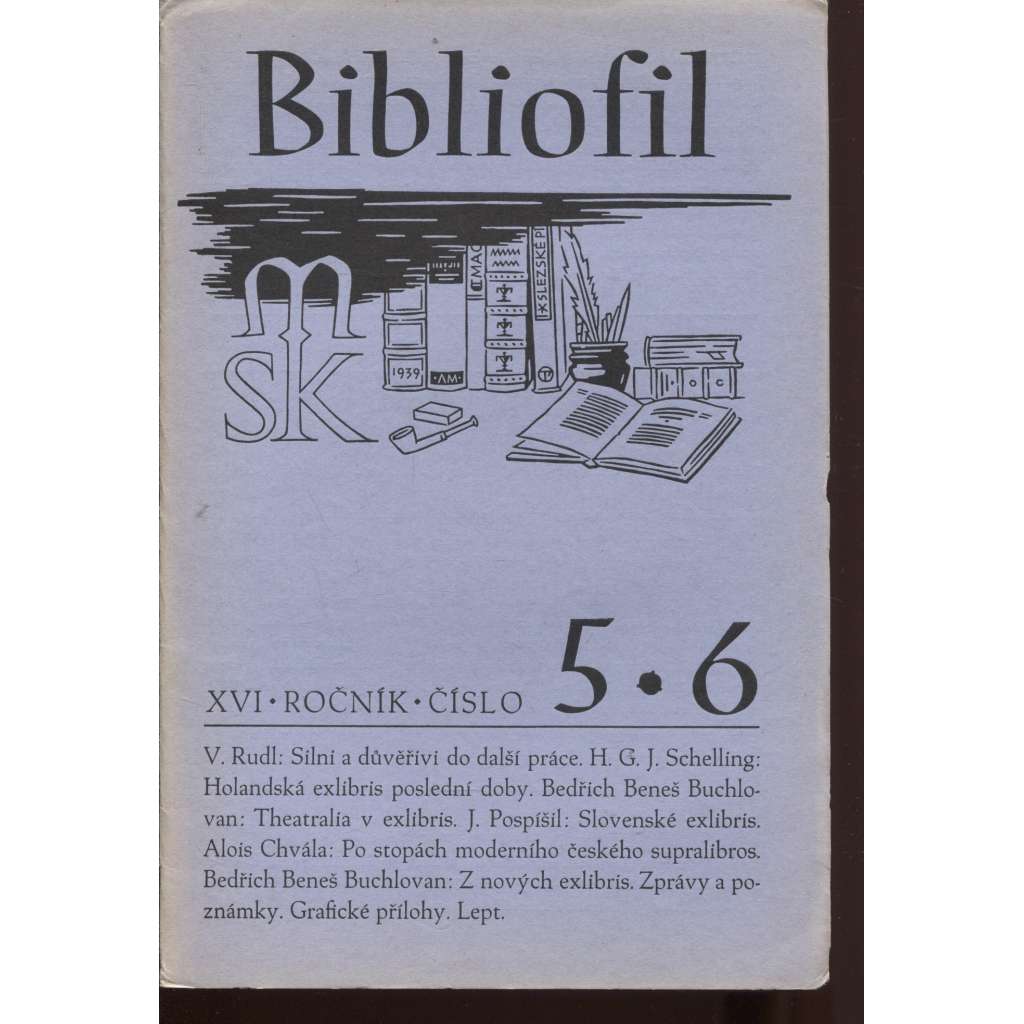 Bibliofil
MSK
MAG
SLEZSKÉ P
1939
AM
XVI • ROČNÍK • ČÍSLO 5 • 6
V. Rudl: Silní a důvěřiví do další práce. H. G. J. Schelling:
Holandská exlibris poslední doby. Bedřich Beneš Buchlo-
van: Theatralia v exlibris. J. Pospíšil: Slovenské exlibris.
Alois Chvála: Po stopách moderního českého supralibros.
Bedřich Beneš Buchlovan: Z nových exlibris. Zprávy a po-
známky. Grafické přílohy. Lept.